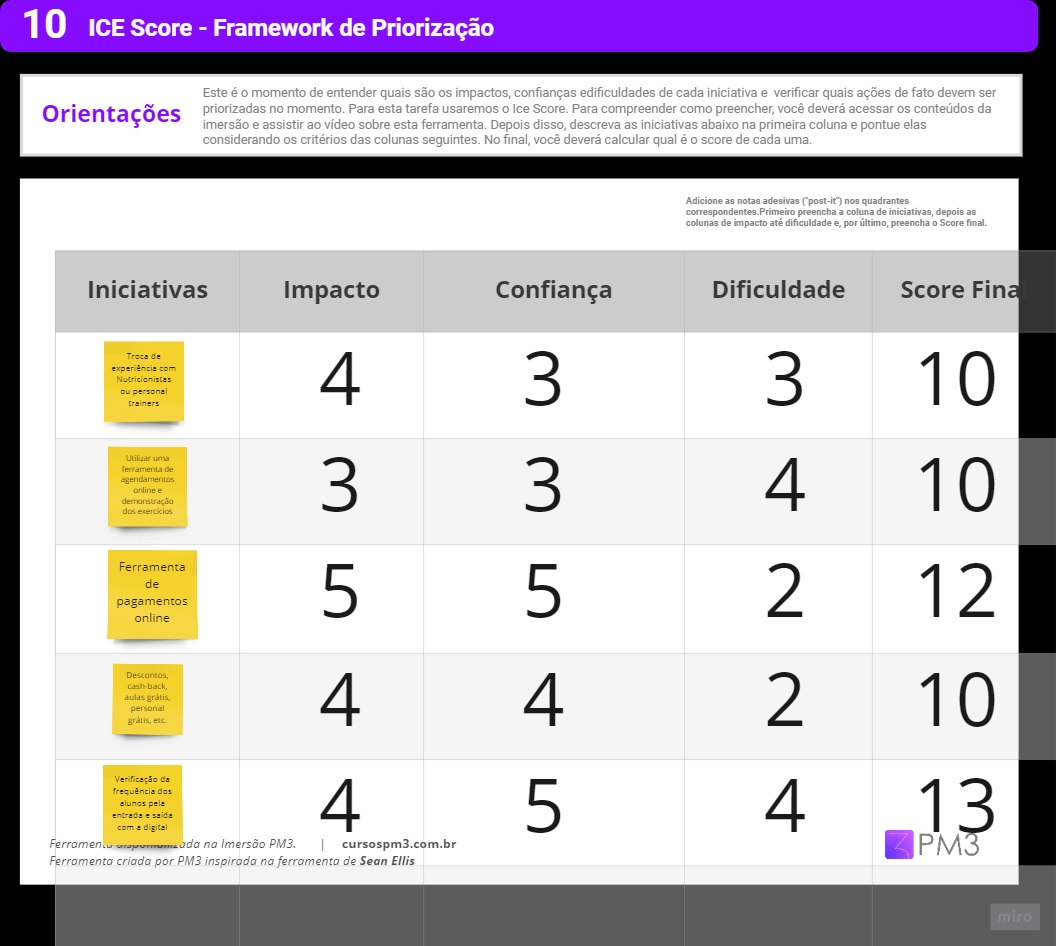 10 ICE Score - Framework de Priorização
Orientações
Este é o momento de entender quais são os impactos, confianças edificuldades de cada iniciativa e verificar quais ações de fato devem ser
priorizadas no momento. Para esta tarefa usaremos o Ice Score. Para compreender como preencher, você deverá acessar os conteúdos da
imersão e assistir ao vídeo sobre esta ferramenta. Depois disso, descreva as iniciativas abaixo na primeira coluna e pontue elas
considerando os critérios das colunas seguintes. No final, você deverá calcular qual é o score de cada uma.
Adicione as notas adesivas ("post-it") nos quadrantes
correspondentes.Primeiro preencha a coluna de iniciativas, depois as
colunas de impacto até dificuldade e, por último, preencha o Score final.
Iniciativas Impacto Confiança Dificuldade Score Final
Troca de
experiência com
Nutricionistas
ou personal
trainers
4 3 3 10
Utilizar uma
ferramenta de
agendamentos
online e
demonstração
dos exercícios
3 3 4 10
Ferramenta
de
pagamentos
online
5 5 2 12
Descontos,
cash-back,
aulas grátis,
personal
grátis, etc.
4 4 2 10
Verificação da
frequência dos
alunos pela
entrada e saída
com a digital
4 5 4 13
Ferramenta disponibilizada na Imersão PM3. | cursospm3.com.br
Ferramenta criada por PM3 inspirada na ferramenta de Sean Ellis
PM3
miro